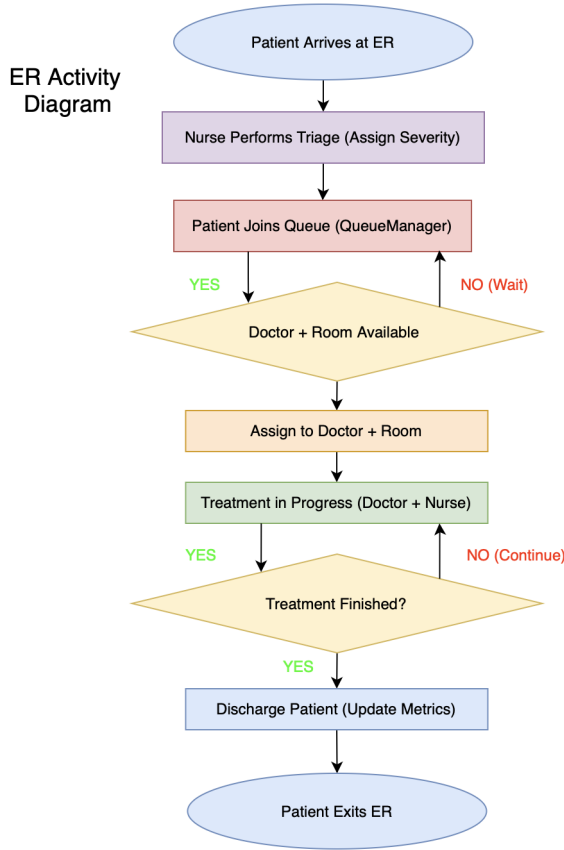 Patient Arrives at ER
ER Activity
Diagram
Nurse Performs Triage (Assign Severity)
Patient Joins Queue (QueueManager)
YES
NO (Wait)
Doctor + Room Available
Assign to Doctor + Room
Treatment in Progress (Doctor + Nurse)
YES
NO (Continue)
Treatment Finished?
YES
Discharge Patient (Update Metrics)
Patient Exits ER